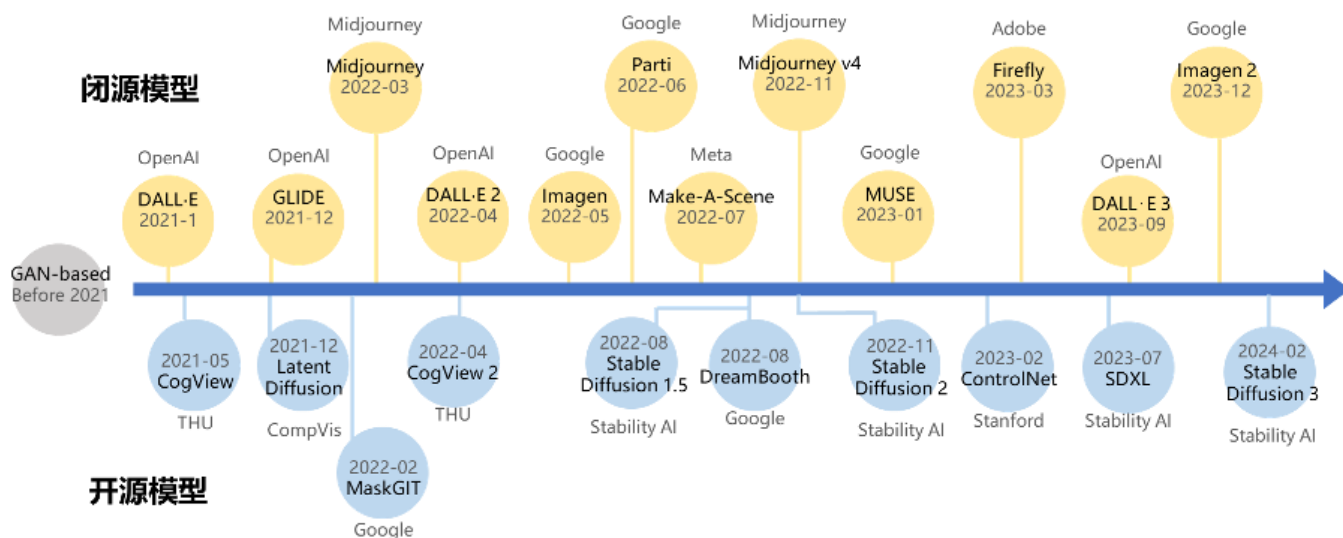 Midjourney
Midjourney
2022-03
Google
Parti
2022-06
Midjourney
Midjourney v4
2022-11
Adobe
Firefly
2023-03
Google
Imagen 2
2023-12
闭源模型
OpenAI
DALL·E
2021-1
OpenAI
GLIDE
2021-12
OpenAI
DALL·E 2
2022-04
Google
Imagen
2022-05
Meta
Make-A-Scene
2022-07
Google
MUSE
2023-01
OpenAI
DALL·E 3
2023-09
GAN-based
Before 2021
2021-05
CogView
THU
2021-12
Latent
Diffusion
CompVis
2022-04
CogView 2
THU
2022-08
Stable
Diffusion 1.5
Stability AI
2022-08
DreamBooth
Google
2022-11
Stable
Diffusion 2
Stability AI
2023-02
ControlNet
Stanford
2023-07
SDXL
Stability AI
2024-02
Stable
Diffusion 3
Stability AI
开源模型
2022-02
MaskGIT
Google